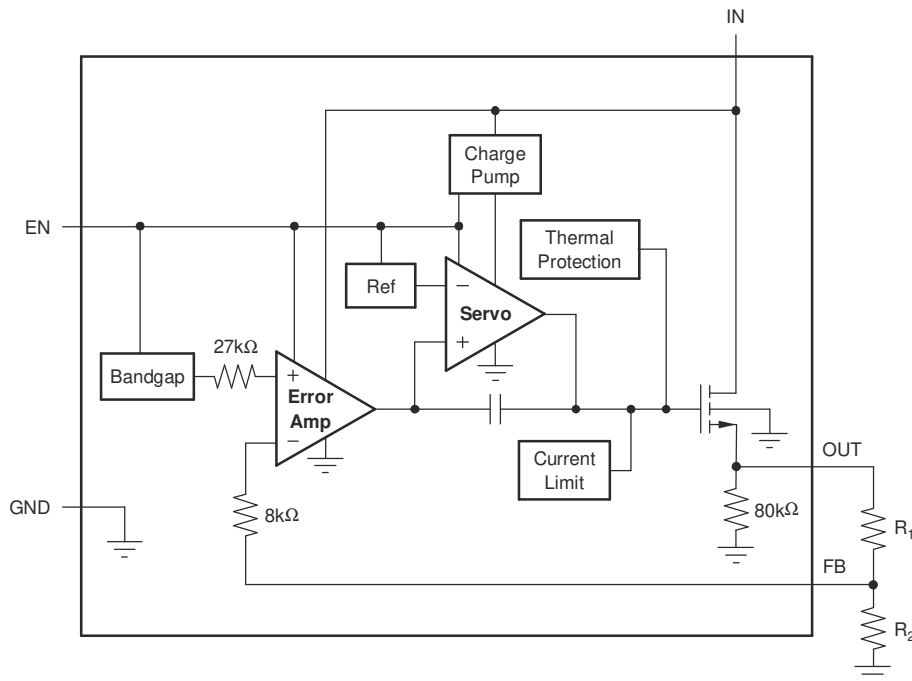 IN
Charge
Pump
EN
Thermal
Protection
Ref
−
Servo
+
27kΩ
Bandgap
+
Error
Amp
−
Current
Limit
OUT
GND
8kΩ
80kΩ
R1
FB
R2